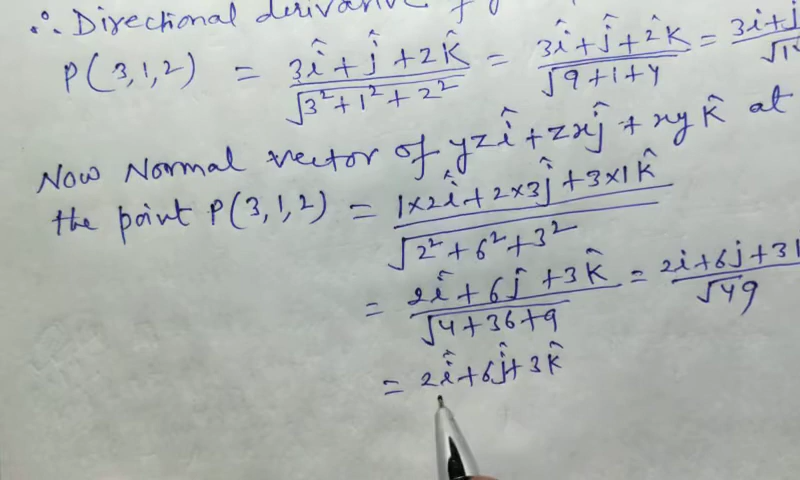 ∴ Directional derivative
P(3,1,2) = 3î + ĵ + 2k̂ / √3²+1²+2² = 3î + ĵ + 2k̂ / √9+1+4 = 3i+j
Now Normal vector of yzî + zxĵ + xyk̂ at
the point P(3,1,2) = 1×2î + 2×3ĵ + 3×1k̂ / √2²+6²+3²
= 2î + 6ĵ + 3k̂ / √4+36+9 = 2i+6j+3 / √49
= 2î+6ĵ+3k̂